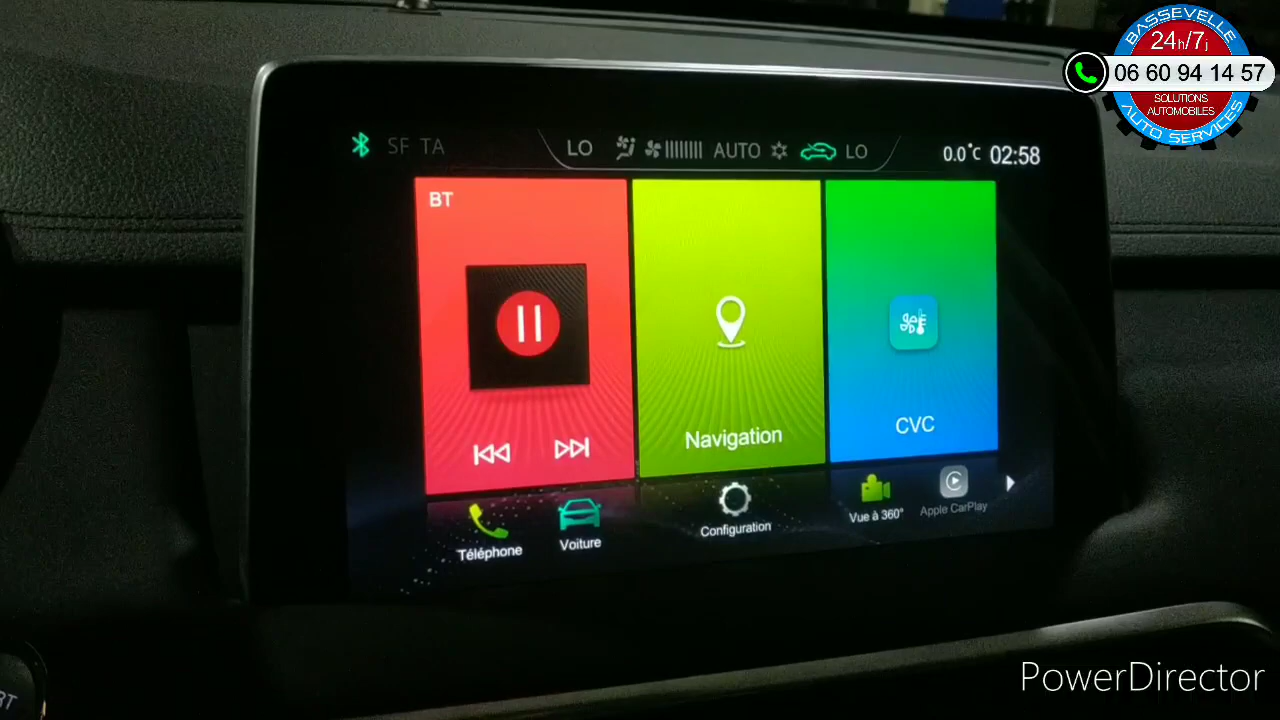 BASSEVELLE
24h/7j
06 60 94 14 57
SOLUTIONS
AUTOMOBILES
AUTO SERVICES
SF TA
LO AUTO LO
0.0°C 02:58
BT
Navigation
CVC
Téléphone
Voiture
Configuration
Vue à 360°
Apple CarPlay
RT
PowerDirector